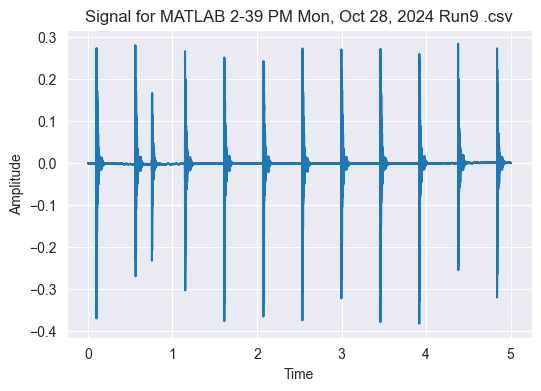 Signal for MATLAB 2-39 PM Mon, Oct 28, 2024 Run9 .csv
0.3
0.2
0.1
0.0
−0.1
−0.2
−0.3
−0.4
Amplitude
0 1 2 3 4 5
Time